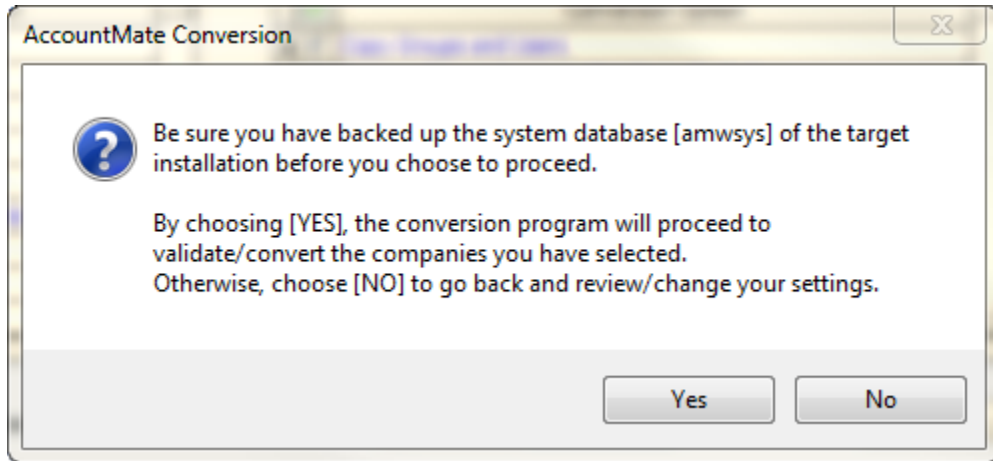 AccountMate Conversion
Be sure you have backed up the system database [amwsys] of the target
installation before you choose to proceed.
By choosing [YES], the conversion program will proceed to
validate/convert the companies you have selected.
Otherwise, choose [NO] to go back and review/change your settings.
Yes
No